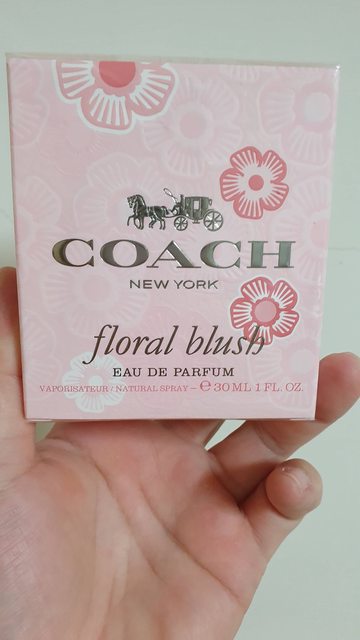 COACH
NEW YORK
floral blush
EAU DE PARFUM
VAPORISATEUR / NATURAL SPRAY – ℮ 30 ML 1 FL. OZ.